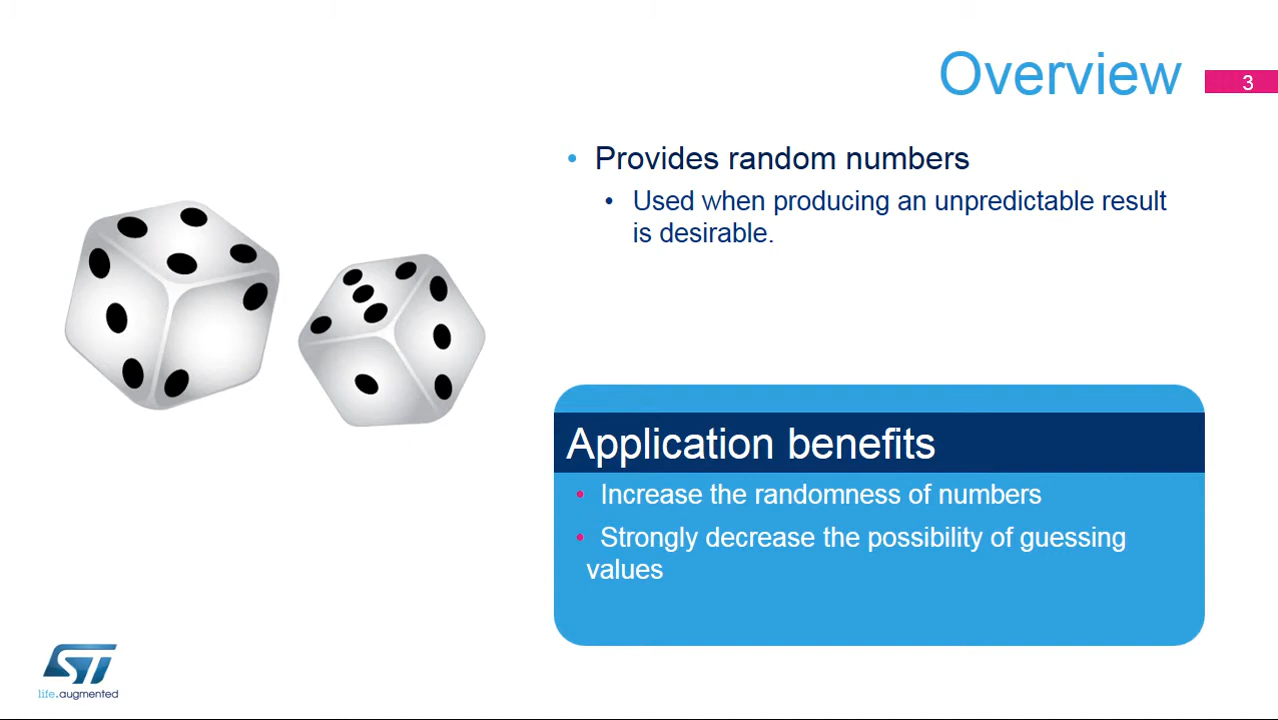 Overview
3
• Provides random numbers
• Used when producing an unpredictable result
is desirable.
Application benefits
• Increase the randomness of numbers
• Strongly decrease the possibility of guessing
values
ST
life.augmented